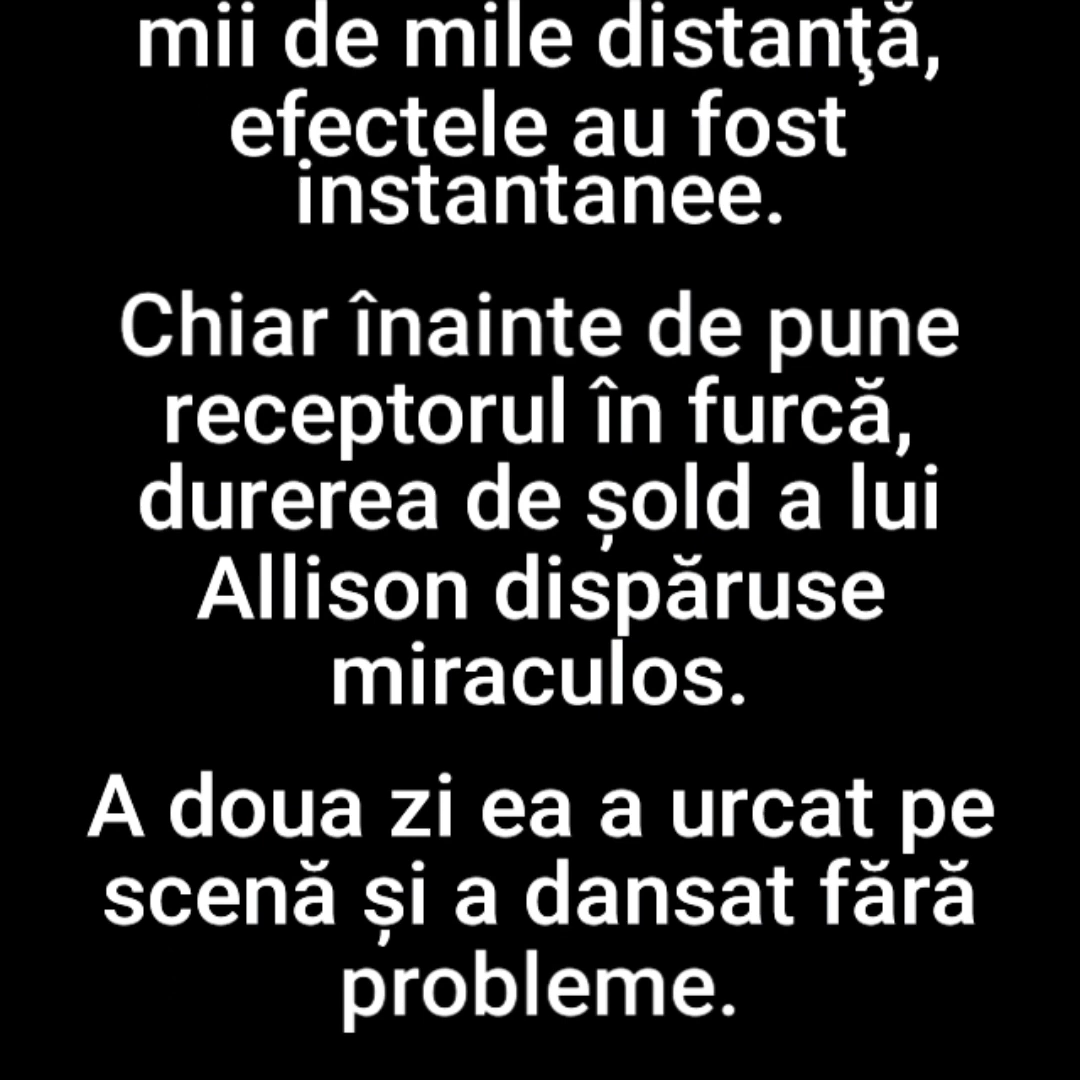 mii de mile distanţă,
efectele au fost
instantanee.
Chiar înainte de pune
receptorul în furcă,
durerea de șold a lui
Allison dispăruse
miraculos.
A doua zi ea a urcat pe
scenă și a dansat fără
probleme.